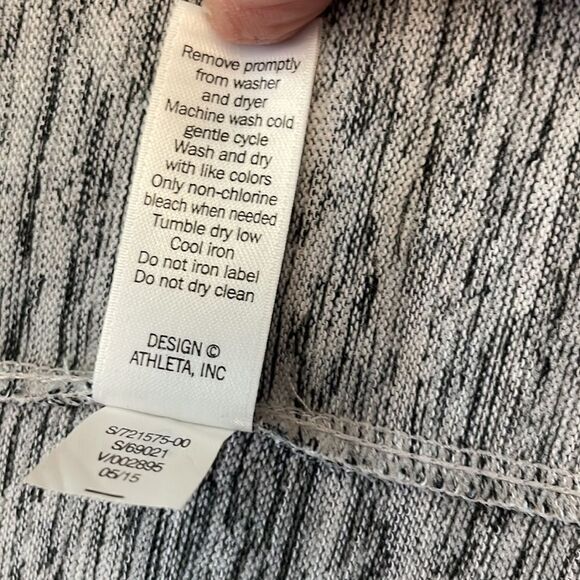 Remove promptly
from washer
and dryer
Machine wash cold
gentle cycle
Wash and dry
with like colors
Only non-chlorine
bleach when needed
Tumble dry low
Cool iron
Do not iron label
Do not dry clean
DESIGN ©
ATHLETA, INC
S/721575-00
S/69021
V/002895
05/15